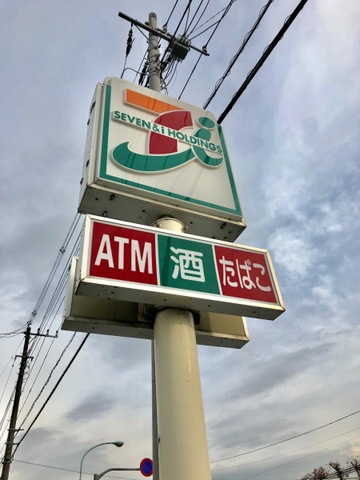 SEVEN & i HOLDINGS
ATM 酒 たばこ